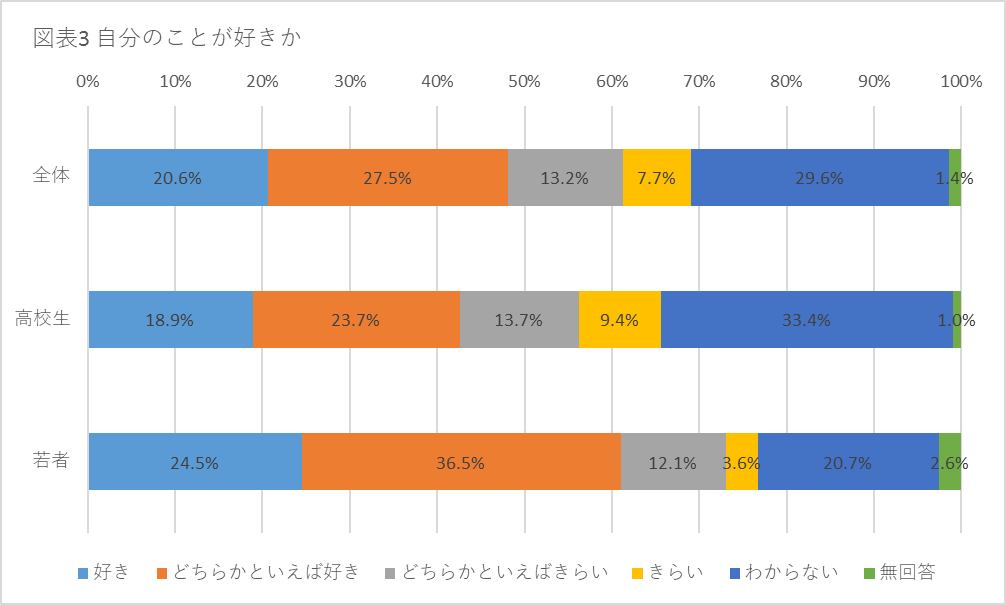 図表3 自分のことが好きか
0% 10% 20% 30% 40% 50% 60% 70% 80% 90% 100%
全体 20.6% 27.5% 13.2% 7.7% 29.6% 1.4%
高校生 18.9% 23.7% 13.7% 9.4% 33.4% 1.0%
若者 24.5% 36.5% 12.1% 3.6% 20.7% 2.6%
好き どちらかといえば好き どちらかといえばきらい きらい わからない 無回答